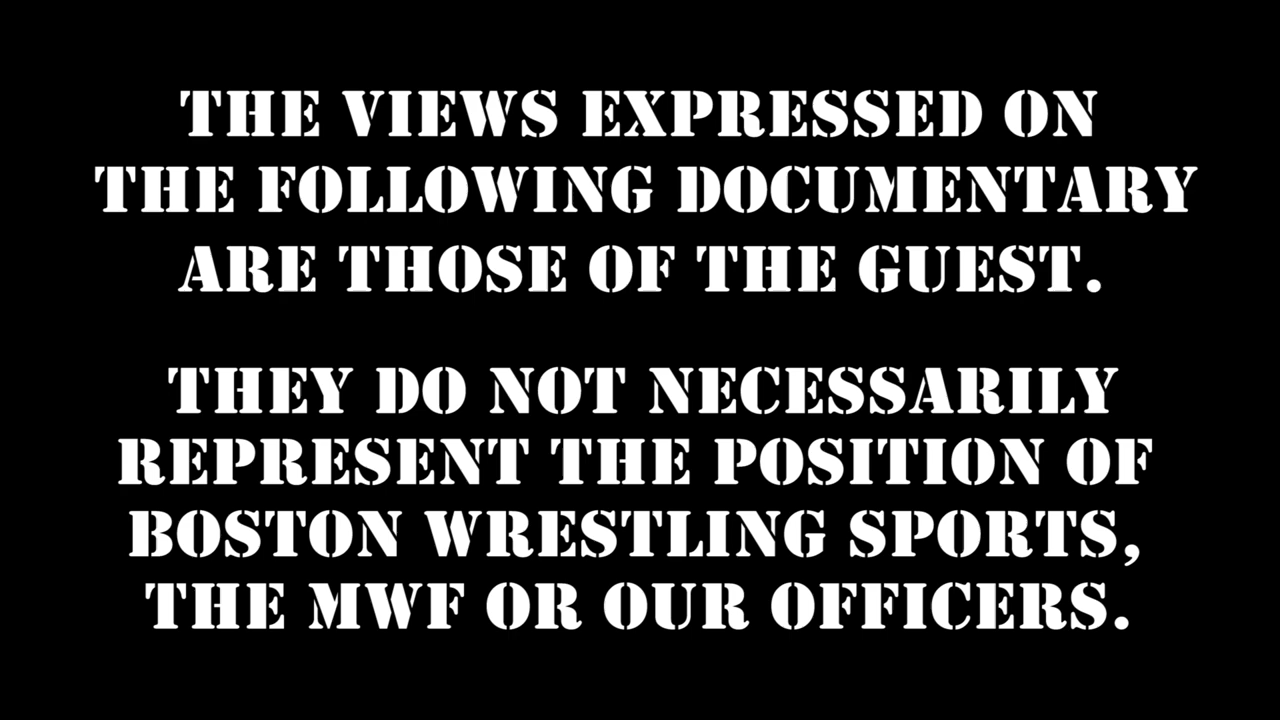 THE VIEWS EXPRESSED ON
THE FOLLOWING DOCUMENTARY
ARE THOSE OF THE GUEST.
THEY DO NOT NECESSARILY
REPRESENT THE POSITION OF
BOSTON WRESTLING SPORTS,
THE MWF OR OUR OFFICERS.